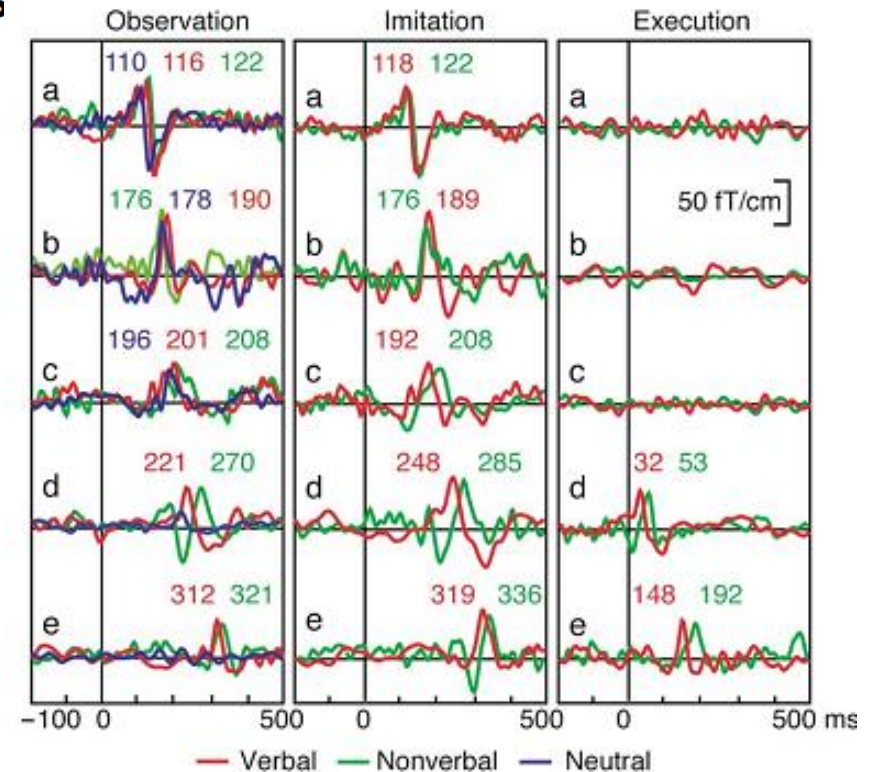 Observation Imitation Execution
110 116 122
a
118 122
a
a
176 178 190
b
176 189
b
50 fT/cm
b
196 201 208
c
192 208
c
c
221 270
d
248 285
d
32 53
d
312 321
e
319 336
e
148 192
e
−100 0 500 0 500 0 500 ms
Verbal Nonverbal Neutral